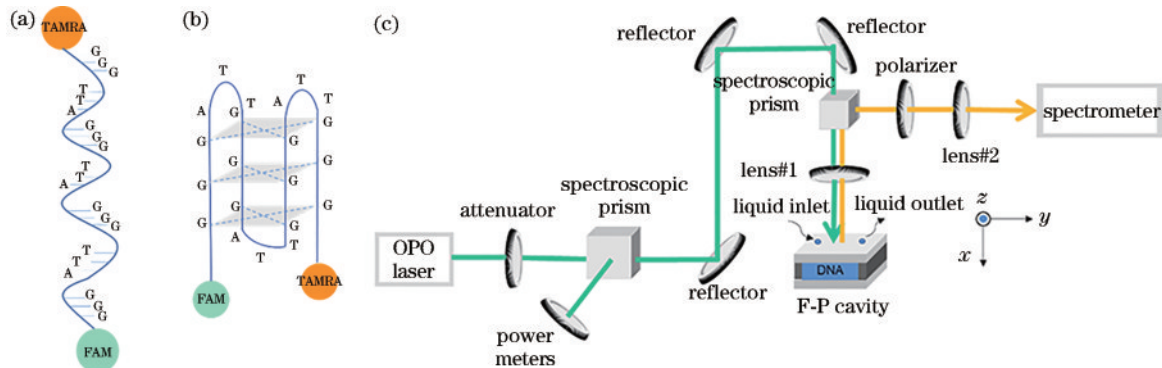 (a)
TAMRA
G
G
G
T
T
A
G
G
G
T
T
A
G
G
G
T
T
A
G
G
G
FAM
(b)
T T
A T A T
G G
G G
G G
G G
G G
G G
A T
T
FAM
TAMRA
(c)
reflector
reflector
spectroscopic
prism
polarizer
spectrometer
lens#2
lens#1
liquid inlet
liquid outlet
DNA
F-P cavity
z
y
x
spectroscopic
prism
attenuator
OPO
laser
reflector
power
meters